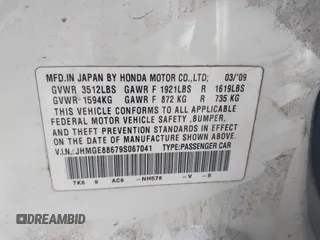 MFD.IN JAPAN BY HONDA MOTOR CO.,LTD; 03/'09
GVWR 3512LBS GAWR F 1921LBS R 1619LBS
GVWR 1594KG GAWR F 872 KG R 735 KG
THIS VEHICLE CONFORMS TO ALL APPLICABLE
FEDERAL MOTOR VEHICLE SAFETY ,BUMPER,
AND THEFT PREVENTION STANDARDS IN EFFECT
ON THE DATE OF MANUFACTURE SHOWN ABOVE.
V.I.N.:JHMGE88679S067041 TYPE:PASSENGER CAR
TK6 AC6 -NH578 -V
DREAMBID